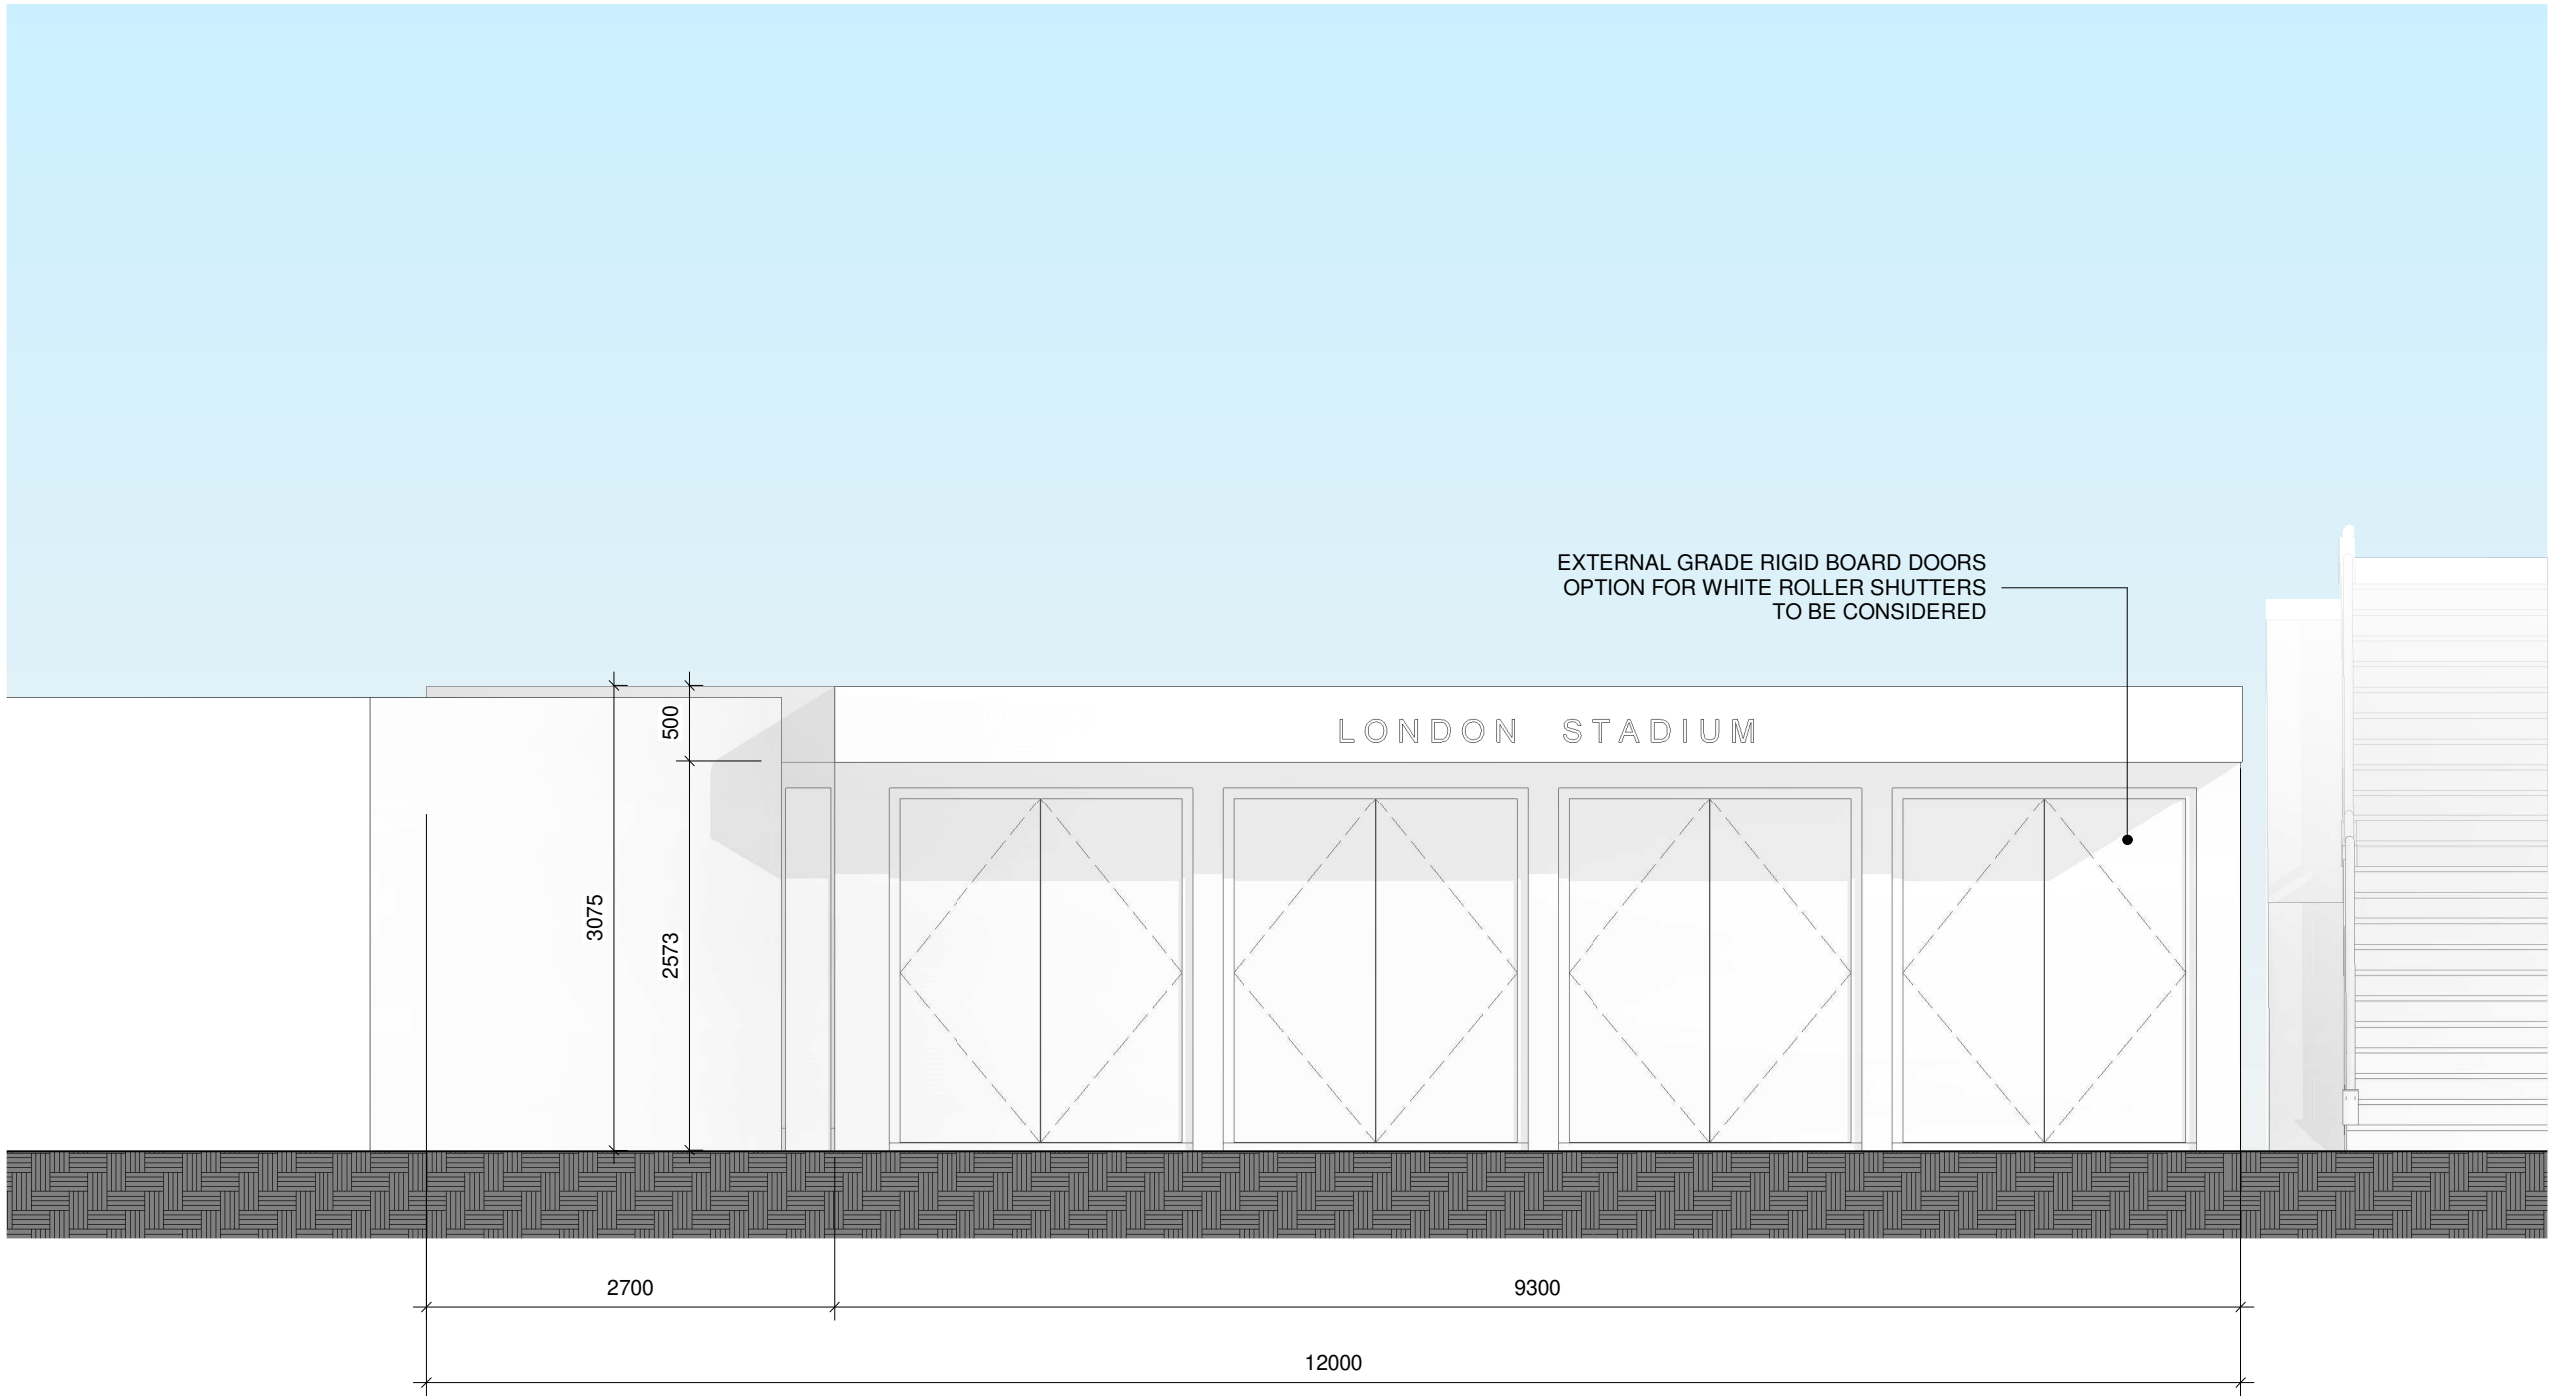 EXTERNAL GRADE RIGID BOARD DOORS
OPTION FOR WHITE ROLLER SHUTTERS
TO BE CONSIDERED
LONDON STADIUM
500
3075
2573
2700
9300
12000